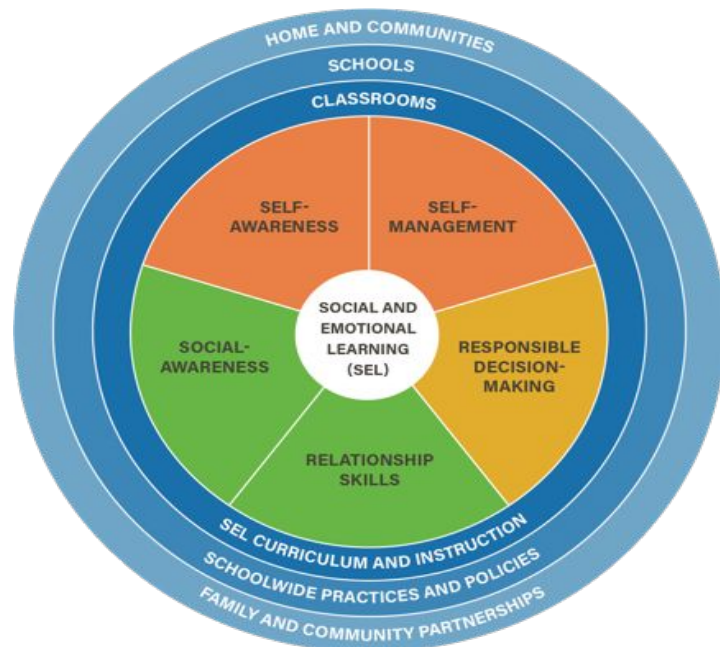 HOME AND COMMUNITIES
SCHOOLS
CLASSROOMS
SELF-
AWARENESS
SELF-
MANAGEMENT
SOCIAL AND
EMOTIONAL
LEARNING
(SEL)
SOCIAL-
AWARENESS
RESPONSIBLE
DECISION-
MAKING
RELATIONSHIP
SKILLS
SEL CURRICULUM AND INSTRUCTION
SCHOOLWIDE PRACTICES AND POLICIES
FAMILY AND COMMUNITY PARTNERSHIPS